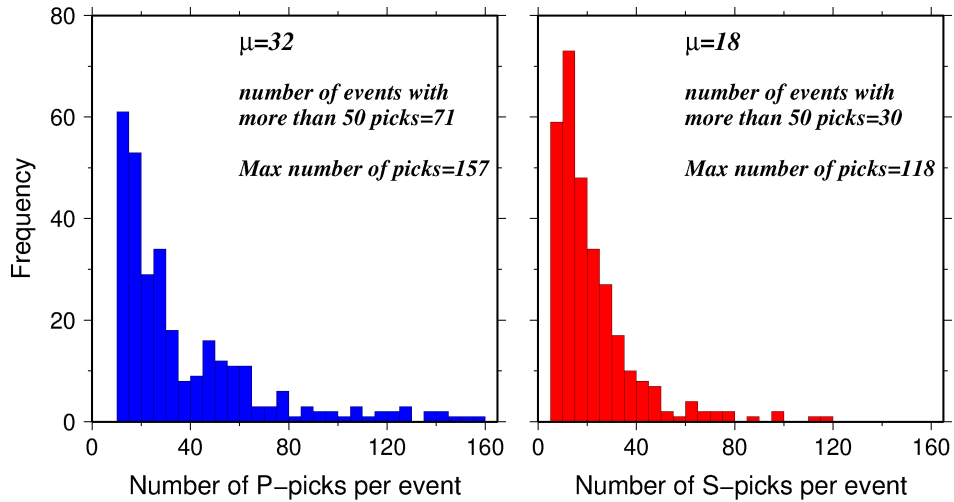 80
60
40
20
0
Frequency
μ=32
number of events with
more than 50 picks=71
Max number of picks=157
0 40 80 120 160
Number of P−picks per event
μ=18
number of events with
more than 50 picks=30
Max number of picks=118
0 40 80 120 160
Number of S−picks per event